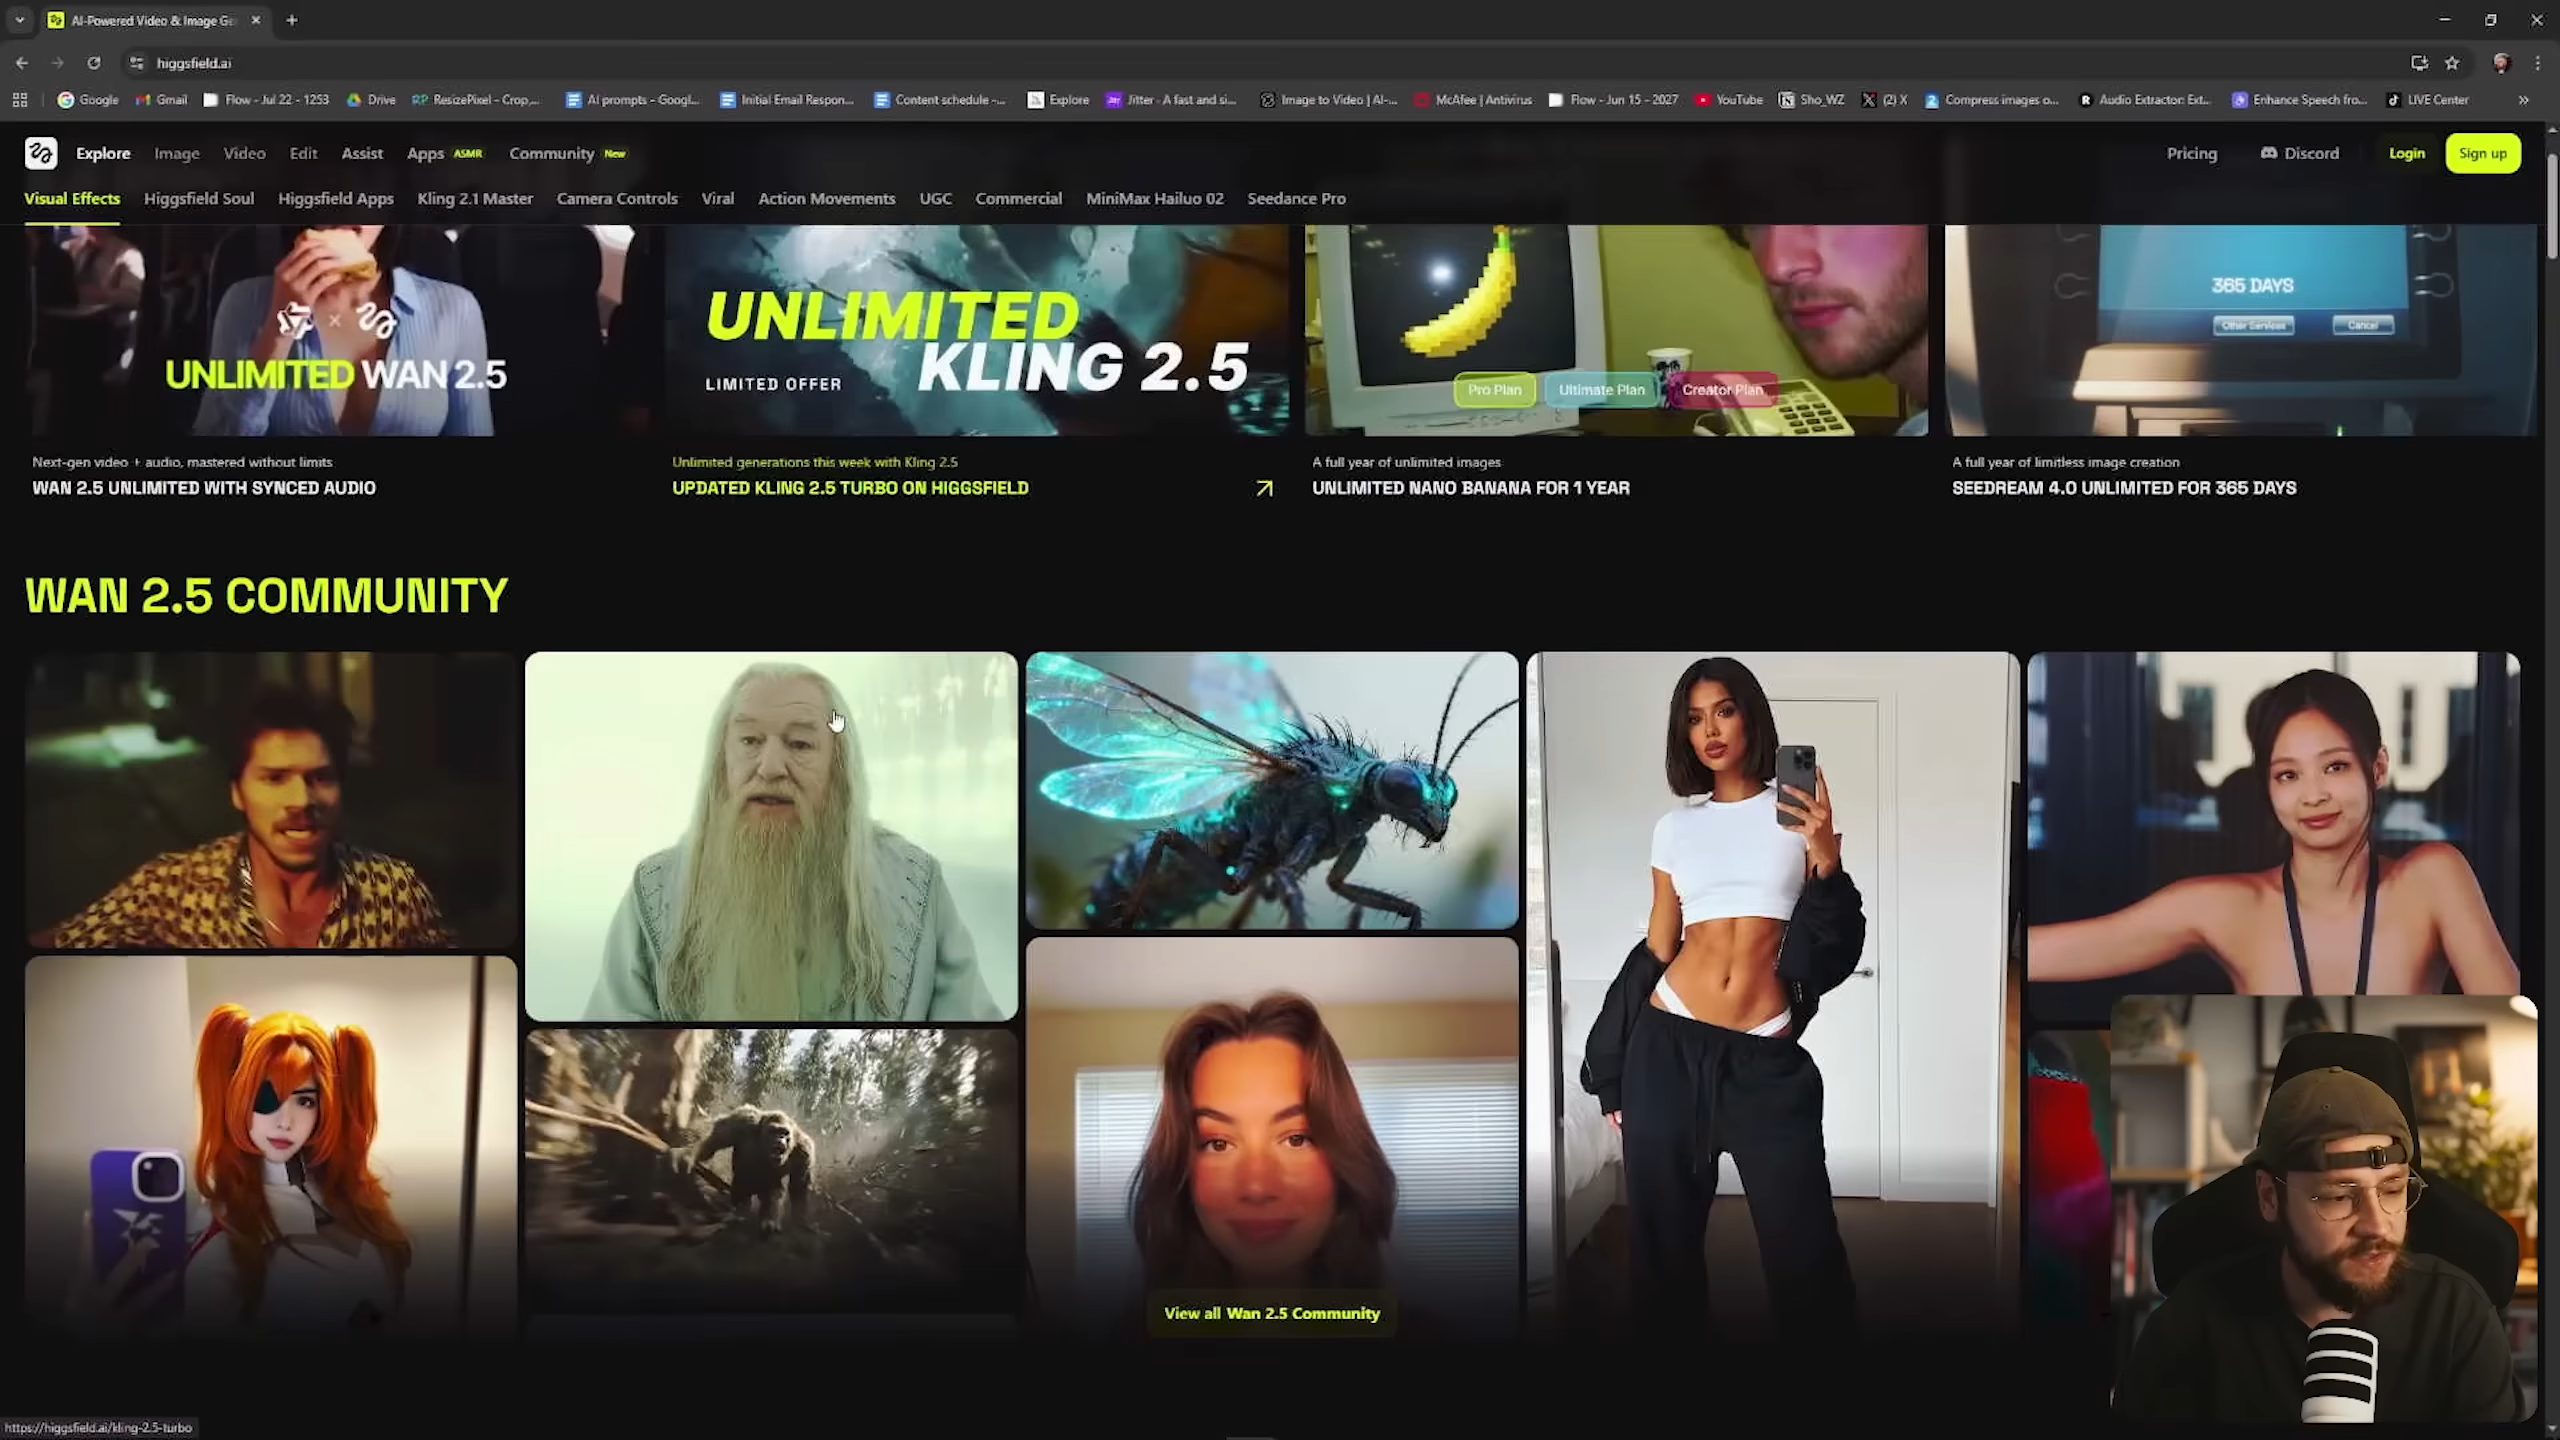 AI-Powered Video & Image Ge
higgsfield.ai
Google
Gmail
Flow - Jul 22 - 1253
Drive
ResizePixel - Crop,...
AI prompts - Googl...
Initial Email Respon...
Content schedule -...
Explore
Jitter - A fast and si...
Image to Video | AI-...
McAfee | Antivirus
Flow - Jun 15 - 2027
YouTube
Sho_WZ
(2) X
Compress images o...
Audio Extractor: Ext...
Enhance Speech fro...
LIVE Center
Explore
Image
Video
Edit
Assist
Apps ASMR
Community New
Pricing
Discord
Login
Sign up
Visual Effects
Higgsfield Soul
Higgsfield Apps
Kling 2.1 Master
Camera Controls
Viral
Action Movements
UGC
Commercial
MiniMax Hailuo 02
Seedance Pro
UNLIMITED WAN 2.5
UNLIMITED
KLING 2.5
LIMITED OFFER
Pro Plan
Ultimate Plan
Creator Plan
365 DAYS
Other Services
Cancel
Next-gen video + audio, mastered without limits
WAN 2.5 UNLIMITED WITH SYNCED AUDIO
Unlimited generations this week with Kling 2.5
UPDATED KLING 2.5 TURBO ON HIGGSFIELD
A full year of unlimited images
UNLIMITED NANO BANANA FOR 1 YEAR
A full year of limitless image creation
SEEDREAM 4.0 UNLIMITED FOR 365 DAYS
WAN 2.5 COMMUNITY
View all Wan 2.5 Community
https://higgsfield.ai/kling-2.5-turbo